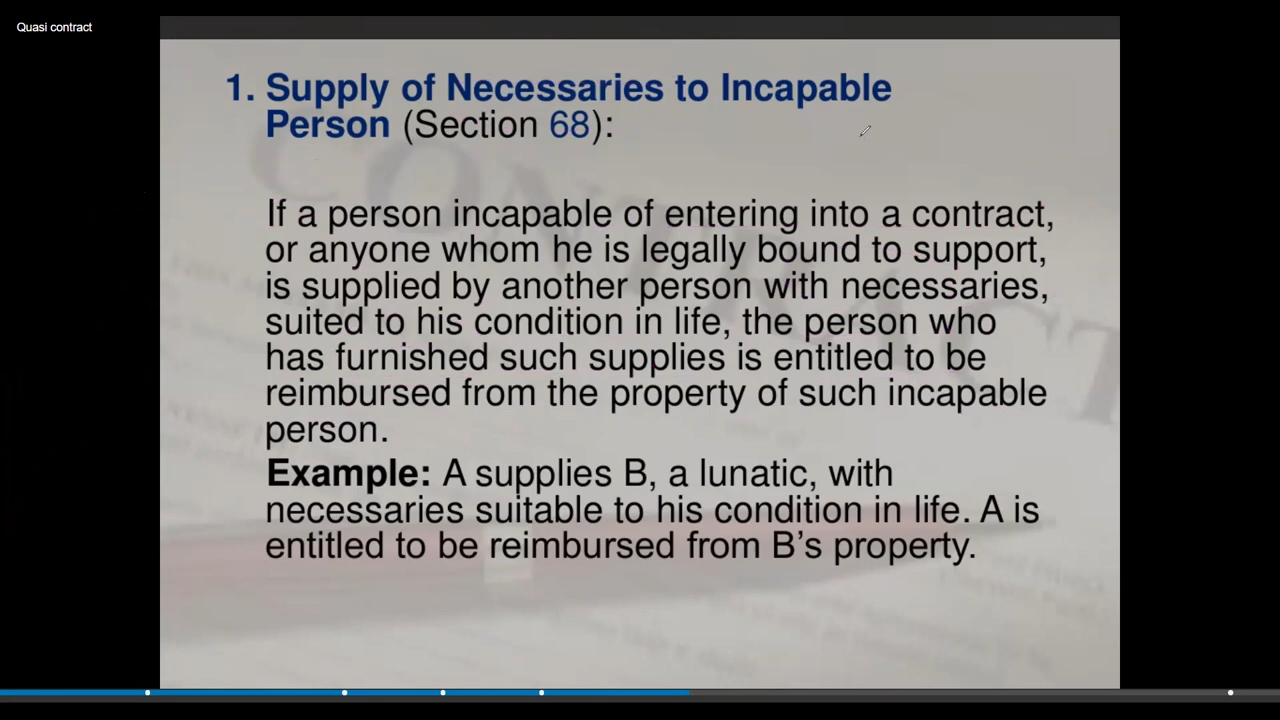 Quasi contract
1. Supply of Necessaries to Incapable
Person (Section 68):
If a person incapable of entering into a contract,
or anyone whom he is legally bound to support,
is supplied by another person with necessaries,
suited to his condition in life, the person who
has furnished such supplies is entitled to be
reimbursed from the property of such incapable
person.
Example: A supplies B, a lunatic, with
necessaries suitable to his condition in life. A is
entitled to be reimbursed from B’s property.
CONTRACT